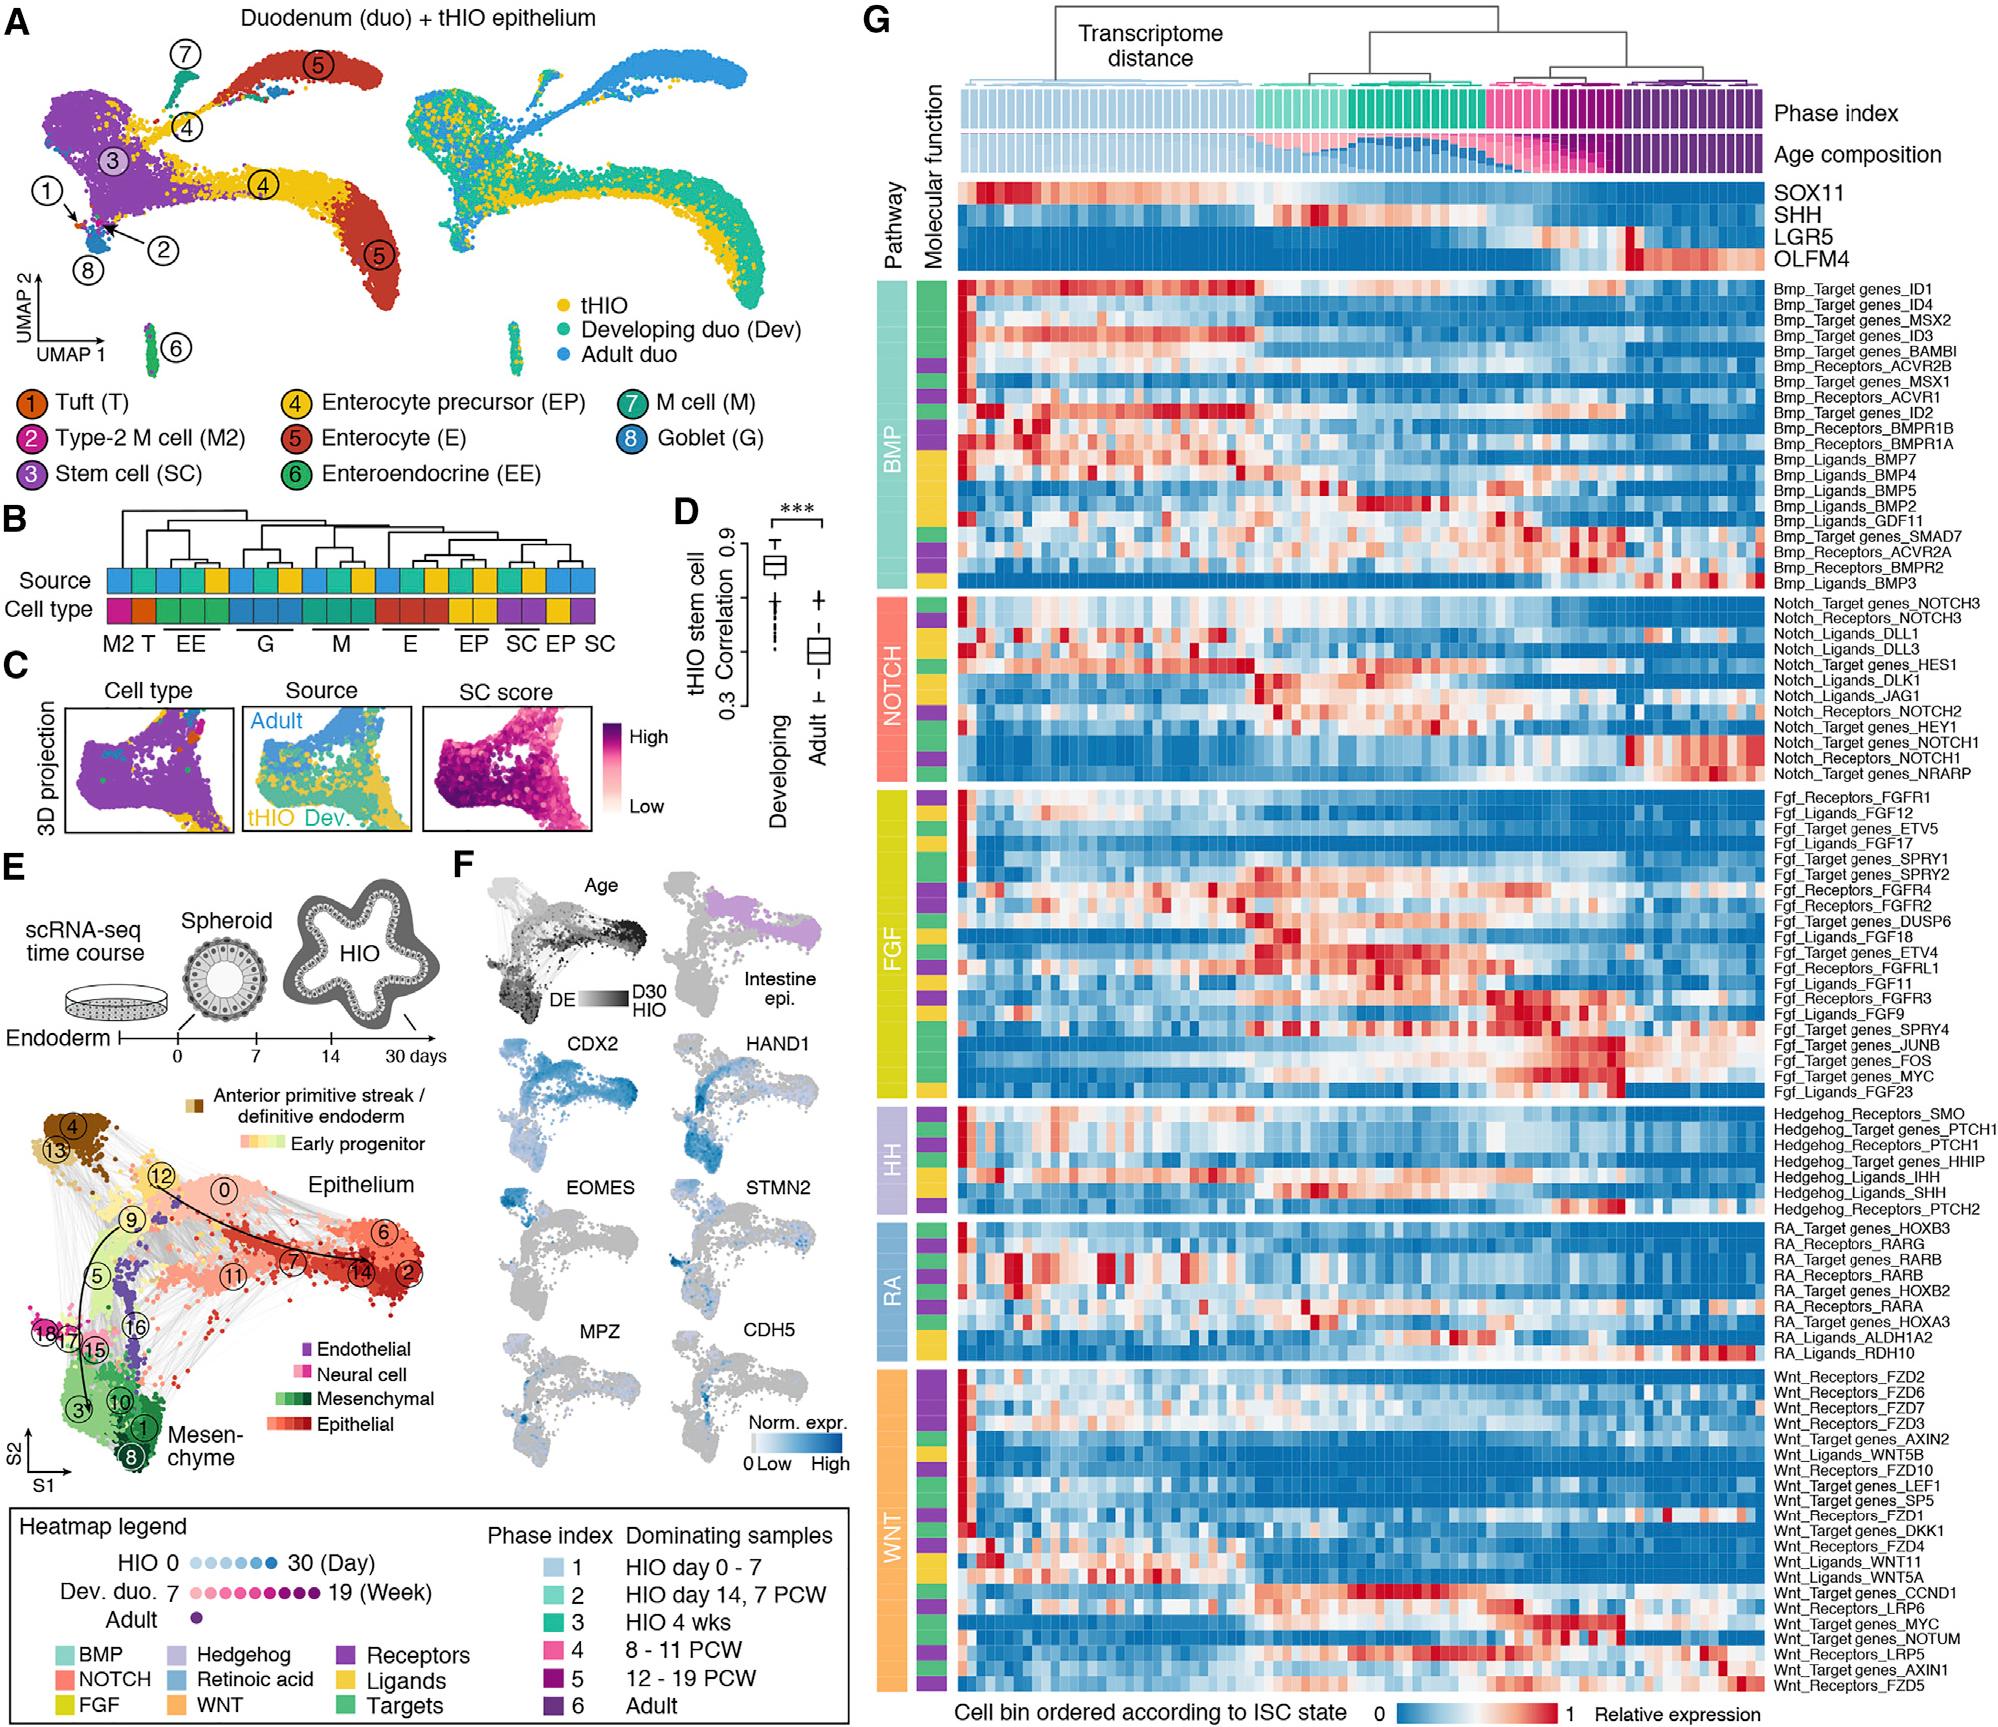 A
Duodenum (duo) + tHIO epithelium
7
5
4
3
4
1
2
8
5
6
UMAP 2
UMAP 1
tHIO
Developing duo (Dev)
Adult duo
1 Tuft (T)
2 Type-2 M cell (M2)
3 Stem cell (SC)
4 Enterocyte precursor (EP)
5 Enterocyte (E)
6 Enteroendocrine (EE)
7 M cell (M)
8 Goblet (G)
B
Source
Cell type
M2 T EE G M E EP SC EP SC
C
Cell type
Source
SC score
3D projection
Adult
tHIO Dev.
High
Low
D
***
tHIO stem cell
Correlation
0.3
0.9
Developing
Adult
E
scRNA-seq
time course
Spheroid
HIO
Endoderm
0 7 14 30 days
Anterior primitive streak /
definitive endoderm
Early progenitor
4
13
12
0
9
Epithelium
6
5
11
7
14
2
16
18
17
15
3
10
1
8
Endothelial
Neural cell
Mesenchymal
Epithelial
Mesen-
chyme
S2
S1
F
Age
DE
D30
HIO
Intestine
epi.
CDX2
HAND1
EOMES
STMN2
MPZ
CDH5
Norm. expr.
0 Low High
Heatmap legend
HIO 0 30 (Day)
Dev. duo. 7 19 (Week)
Adult
BMP
NOTCH
FGF
Hedgehog
Retinoic acid
WNT
Receptors
Ligands
Targets
Phase index Dominating samples
1 HIO day 0 - 7
2 HIO day 14, 7 PCW
3 HIO 4 wks
4 8 - 11 PCW
5 12 - 19 PCW
6 Adult
G
Transcriptome
distance
Pathway
Molecular function
Phase index
Age composition
SOX11
SHH
LGR5
OLFM4
BMP
Bmp_Target genes_ID1
Bmp_Target genes_ID4
Bmp_Target genes_MSX2
Bmp_Target genes_ID3
Bmp_Target genes_BAMBI
Bmp_Receptors_ACVR2B
Bmp_Target genes_MSX1
Bmp_Receptors_ACVR1
Bmp_Target genes_ID2
Bmp_Receptors_BMPR1B
Bmp_Receptors_BMPR1A
Bmp_Ligands_BMP7
Bmp_Ligands_BMP4
Bmp_Ligands_BMP5
Bmp_Ligands_BMP2
Bmp_Ligands_GDF11
Bmp_Target genes_SMAD7
Bmp_Receptors_ACVR2A
Bmp_Receptors_BMPR2
Bmp_Ligands_BMP3
NOTCH
Notch_Target genes_NOTCH3
Notch_Receptors_NOTCH3
Notch_Ligands_DLL1
Notch_Ligands_DLL3
Notch_Target genes_HES1
Notch_Ligands_DLK1
Notch_Ligands_JAG1
Notch_Receptors_NOTCH2
Notch_Target genes_HEY1
Notch_Target genes_NOTCH1
Notch_Receptors_NOTCH1
Notch_Target genes_NRARP
FGF
Fgf_Receptors_FGFR1
Fgf_Ligands_FGF12
Fgf_Target genes_ETV5
Fgf_Ligands_FGF17
Fgf_Target genes_SPRY1
Fgf_Target genes_SPRY2
Fgf_Receptors_FGFR4
Fgf_Receptors_FGFR2
Fgf_Target genes_DUSP6
Fgf_Ligands_FGF18
Fgf_Target genes_ETV4
Fgf_Receptors_FGFRL1
Fgf_Ligands_FGF11
Fgf_Receptors_FGFR3
Fgf_Ligands_FGF9
Fgf_Target genes_SPRY4
Fgf_Target genes_JUNB
Fgf_Target genes_FOS
Fgf_Target genes_MYC
Fgf_Ligands_FGF23
HH
Hedgehog_Receptors_SMO
Hedgehog_Target genes_PTCH1
Hedgehog_Receptors_PTCH1
Hedgehog_Target genes_HHIP
Hedgehog_Ligands_IHH
Hedgehog_Ligands_SHH
Hedgehog_Receptors_PTCH2
RA
RA_Target genes_HOXB3
RA_Receptors_RARG
RA_Target genes_RARB
RA_Receptors_RARB
RA_Target genes_HOXB2
RA_Receptors_RARA
RA_Target genes_HOXA3
RA_Ligands_ALDH1A2
RA_Ligands_RDH10
WNT
Wnt_Receptors_FZD2
Wnt_Receptors_FZD6
Wnt_Receptors_FZD7
Wnt_Receptors_FZD3
Wnt_Target genes_AXIN2
Wnt_Ligands_WNT5B
Wnt_Receptors_FZD10
Wnt_Target genes_LEF1
Wnt_Target genes_SP5
Wnt_Receptors_FZD1
Wnt_Target genes_DKK1
Wnt_Receptors_FZD4
Wnt_Ligands_WNT11
Wnt_Ligands_WNT5A
Wnt_Target genes_CCND1
Wnt_Receptors_LRP6
Wnt_Target genes_MYC
Wnt_Target genes_NOTUM
Wnt_Receptors_LRP5
Wnt_Target genes_AXIN1
Wnt_Receptors_FZD5
Cell bin ordered according to ISC state 0 1 Relative expression